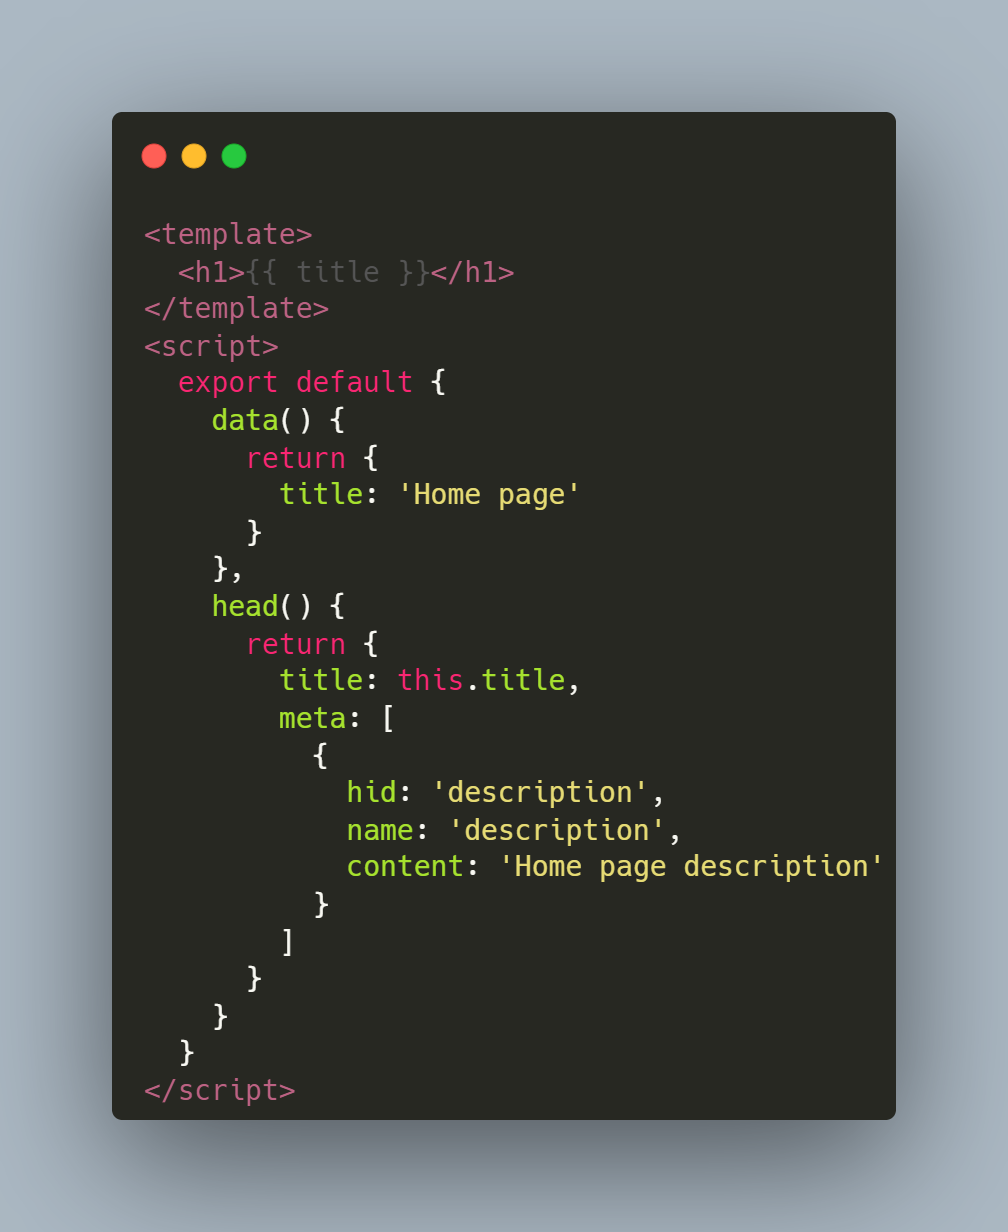 <template>
  <h1>{{ title }}</h1>
</template>
<script>
  export default {
    data() {
      return {
        title: 'Home page'
      }
    },
    head() {
      return {
        title: this.title,
        meta: [
          {
            hid: 'description',
            name: 'description',
            content: 'Home page description'
          }
        ]
      }
    }
  }
</script>